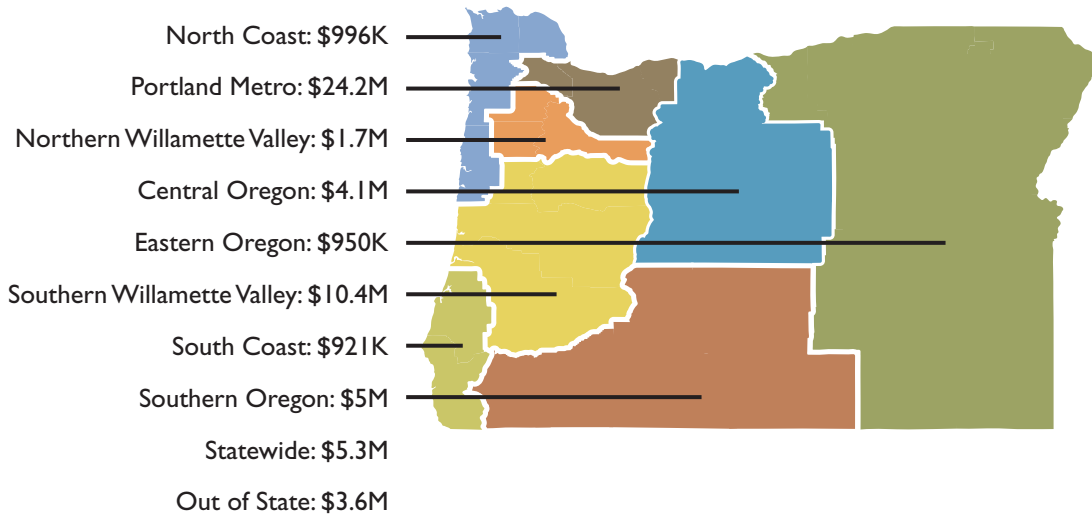 North Coast: $996K
Portland Metro: $24.2M
Northern Willamette Valley: $1.7M
Central Oregon: $4.1M
Eastern Oregon: $950K
Southern Willamette Valley: $10.4M
South Coast: $921K
Southern Oregon: $5M
Statewide: $5.3M
Out of State: $3.6M